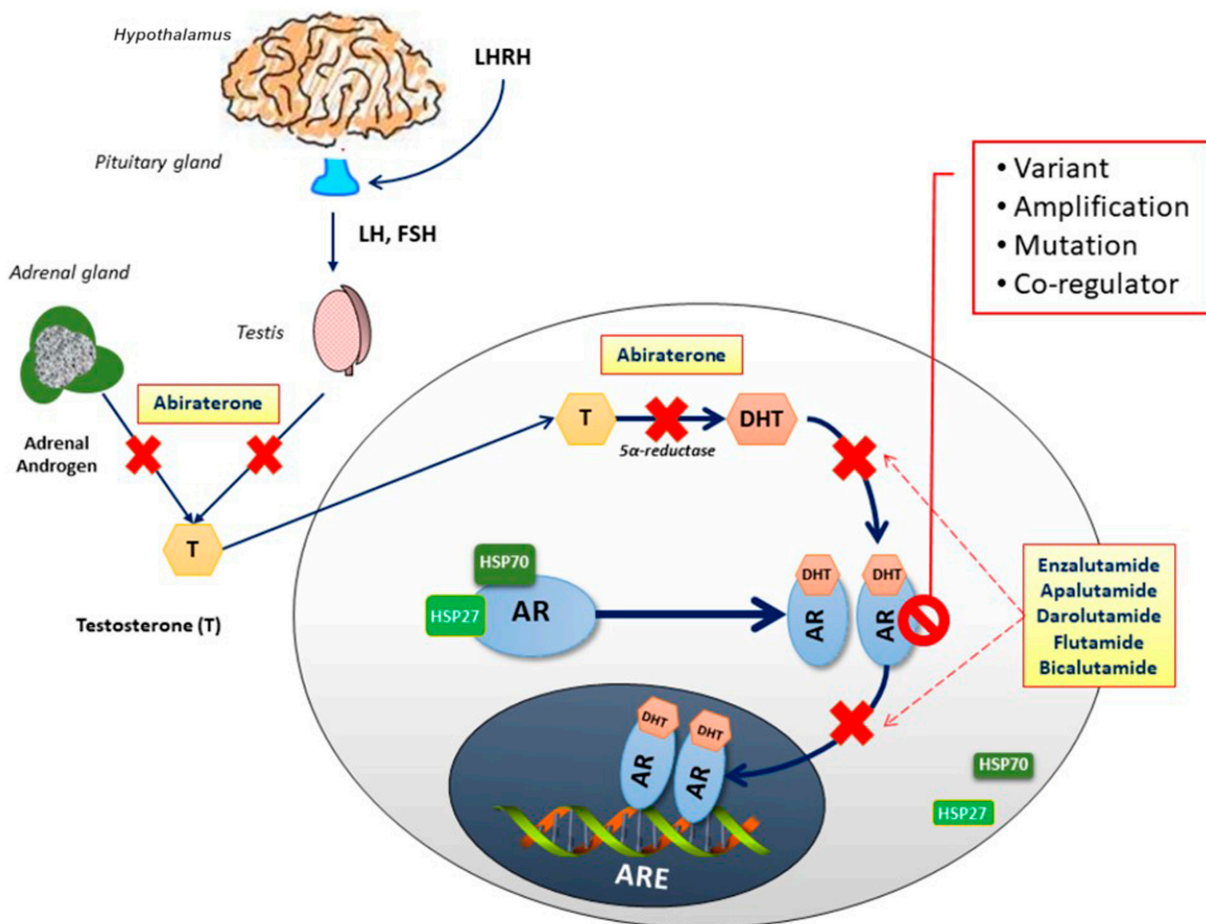 Hypothalamus
LHRH
Pituitary gland
LH, FSH
Adrenal gland
Testis
Abiraterone
Adrenal
Androgen
T
Testosterone (T)
• Variant
• Amplification
• Mutation
• Co-regulator
Abiraterone
T
DHT
5α-reductase
HSP70
HSP27
AR
DHT
AR
DHT
AR
Enzalutamide
Apalutamide
Darolutamide
Flutamide
Bicalutamide
DHT
AR
DHT
AR
ARE
HSP70
HSP27